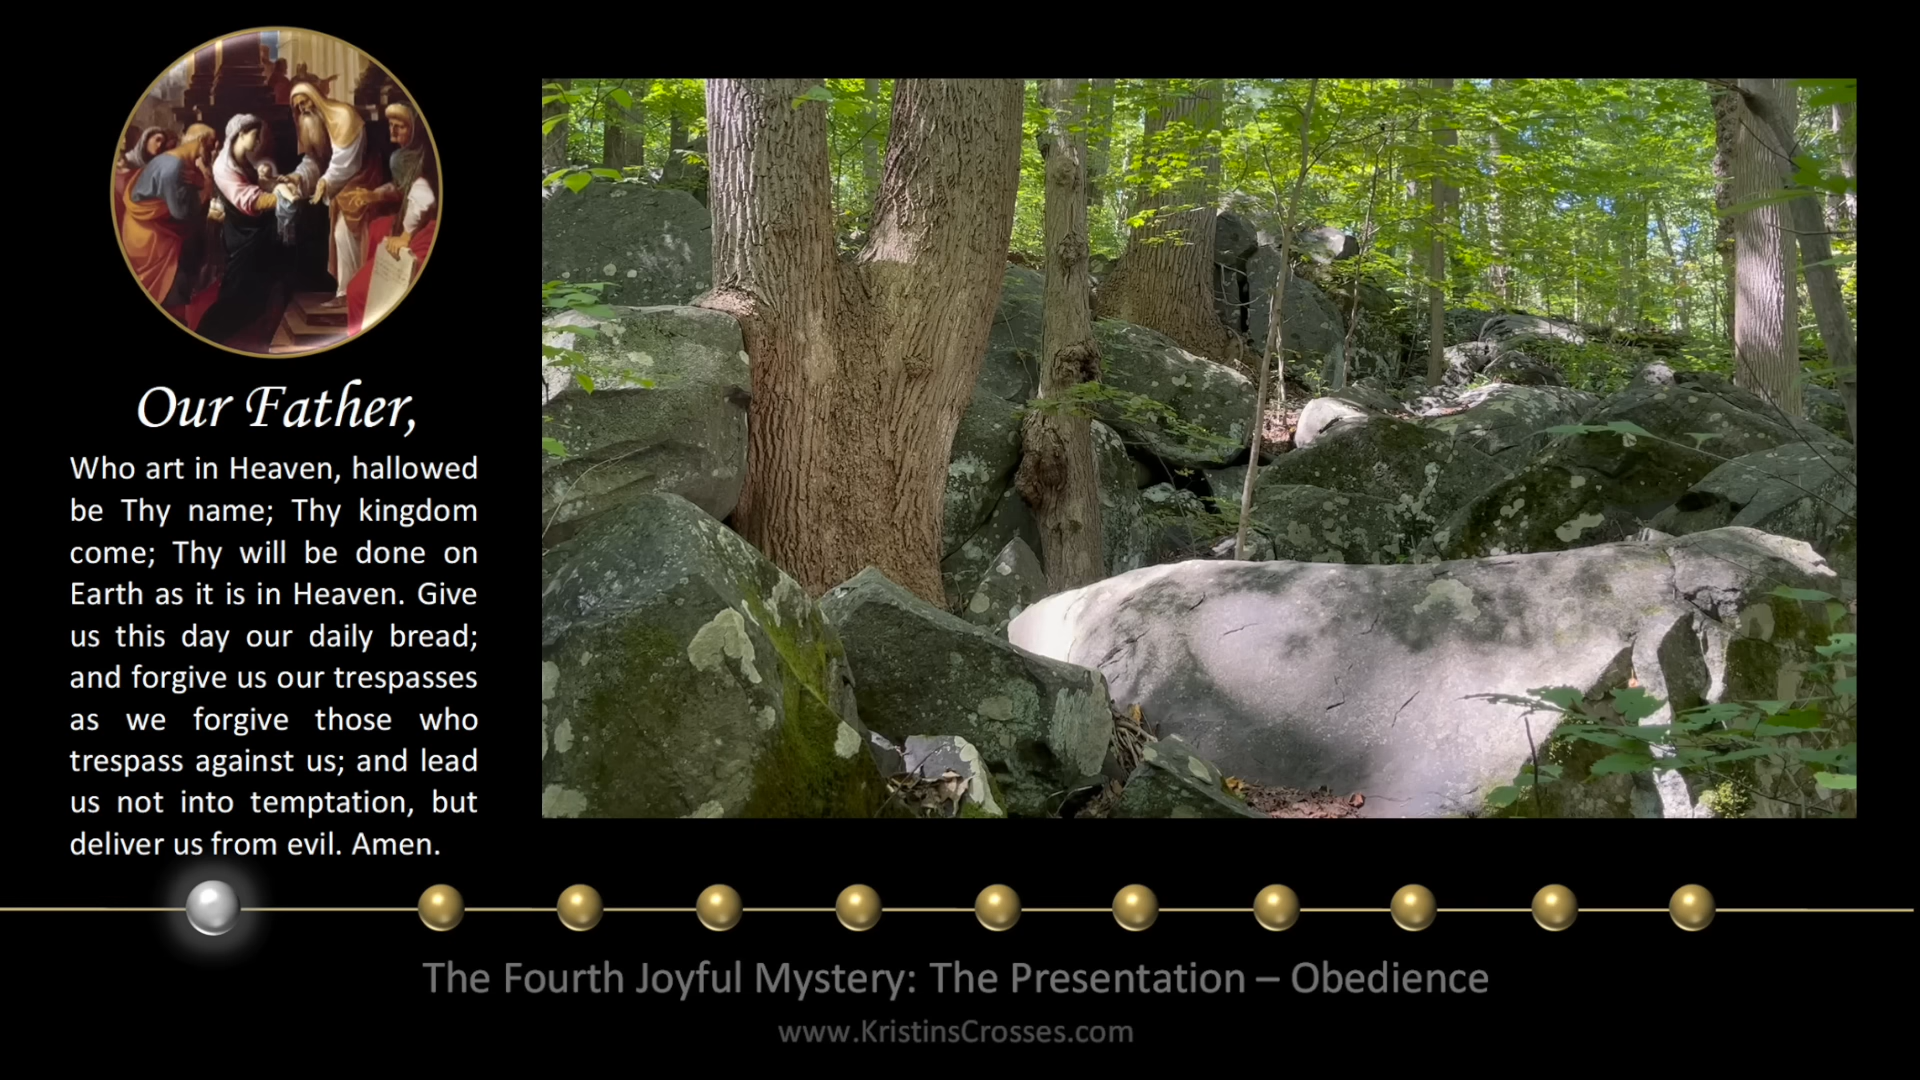 Our Father,
Who art in Heaven, hallowed
be Thy name; Thy kingdom
come; Thy will be done on
Earth as it is in Heaven. Give
us this day our daily bread;
and forgive us our trespasses
as we forgive those who
trespass against us; and lead
us not into temptation, but
deliver us from evil. Amen.
The Fourth Joyful Mystery: The Presentation – Obedience
www.KristinsCrosses.com